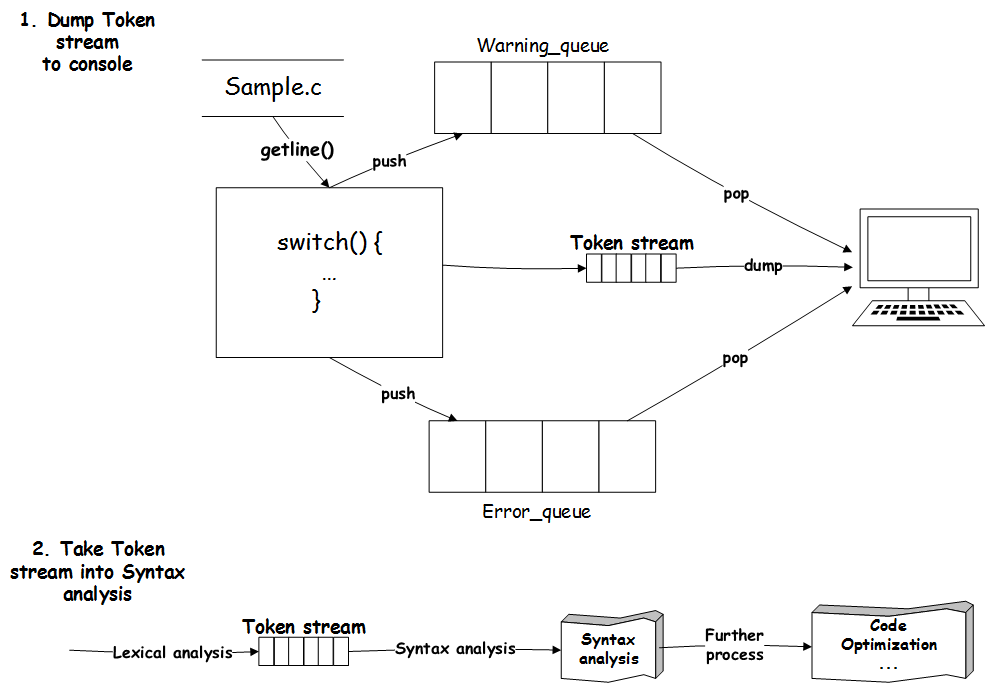 1. Dump Token
stream
to console
Warning_queue
Sample.c
getline()
push
pop
switch() {
...
}
Token stream
dump
push
pop
Error_queue
2. Take Token
stream into Syntax
analysis
Token stream
Lexical analysis
Syntax analysis
Syntax
analysis
Further
process
Code
Optimization
...